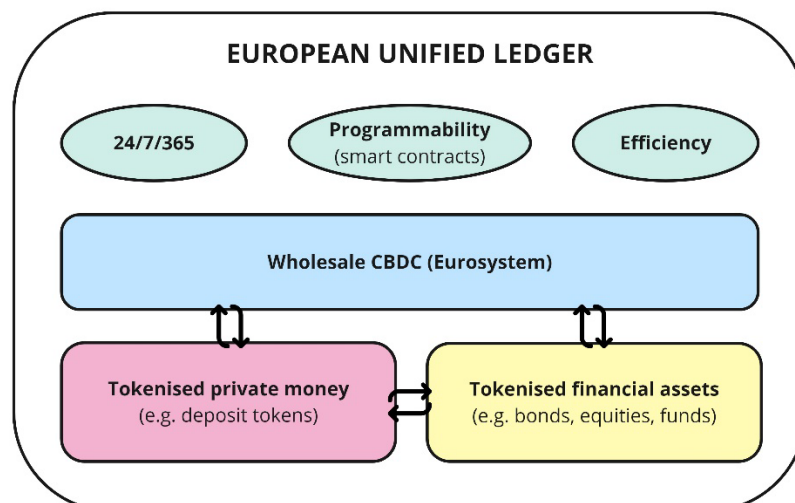 EUROPEAN UNIFIED LEDGER
24/7/365
Programmability
(smart contracts)
Efficiency
Wholesale CBDC (Eurosystem)
Tokenised private money
(e.g. deposit tokens)
Tokenised financial assets
(e.g. bonds, equities, funds)